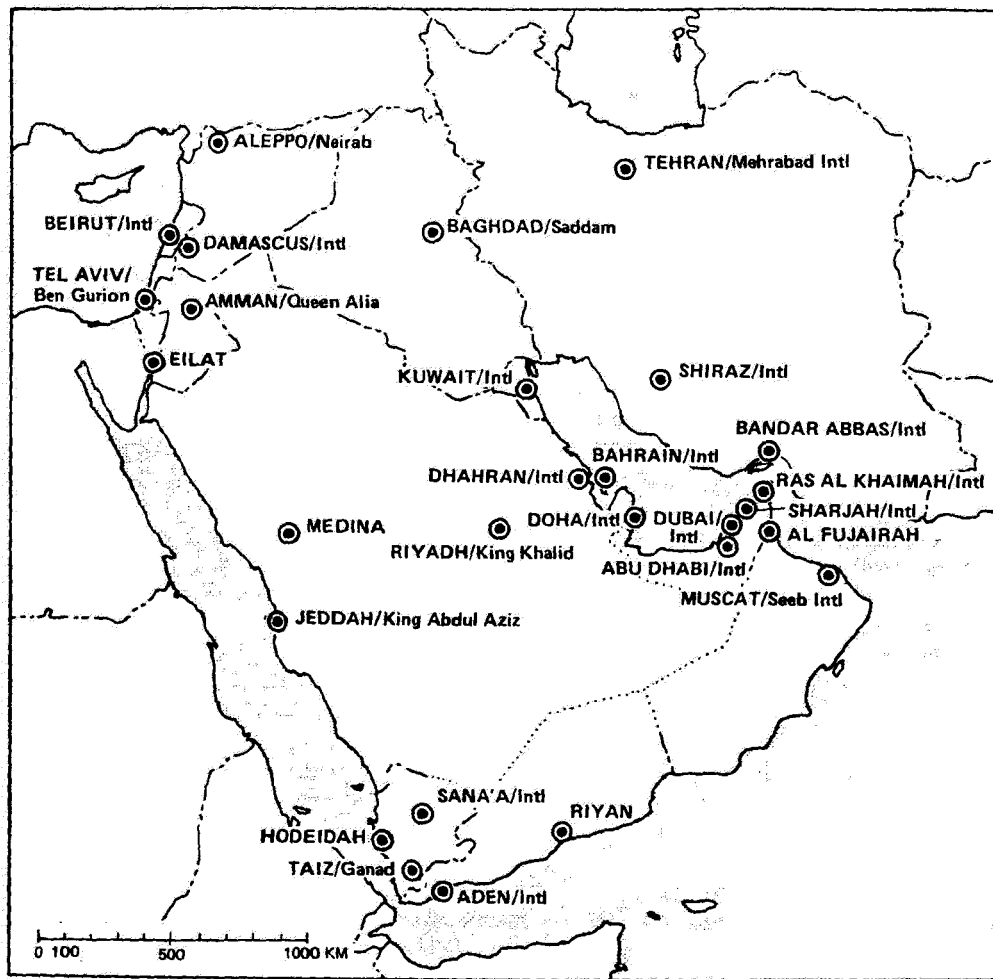 ALEPPO/Neirab
TEHRAN/Mehrabad Intl
BEIRUT/Intl
BAGHDAD/Saddam
DAMASCUS/Intl
TEL AVIV/
Ben Gurion
AMMAN/Queen Alia
EILAT
KUWAIT/Intl
SHIRAZ/Intl
BANDAR ABBAS/Intl
BAHRAIN/Intl
DHAHRAN/Intl
RAS AL KHAIMAH/Intl
SHARJAH/Intl
DOHA/Intl
DUBAI/
Intl
MEDINA
AL FUJAIRAH
RIYADH/King Khalid
ABU DHABI/Intl
MUSCAT/Seeb Intl
JEDDAH/King Abdul Aziz
SANA'A/Intl
RIYAN
HODEIDAH
TAIZ/Ganad
ADEN/Intl
0 100 500 1000 KM